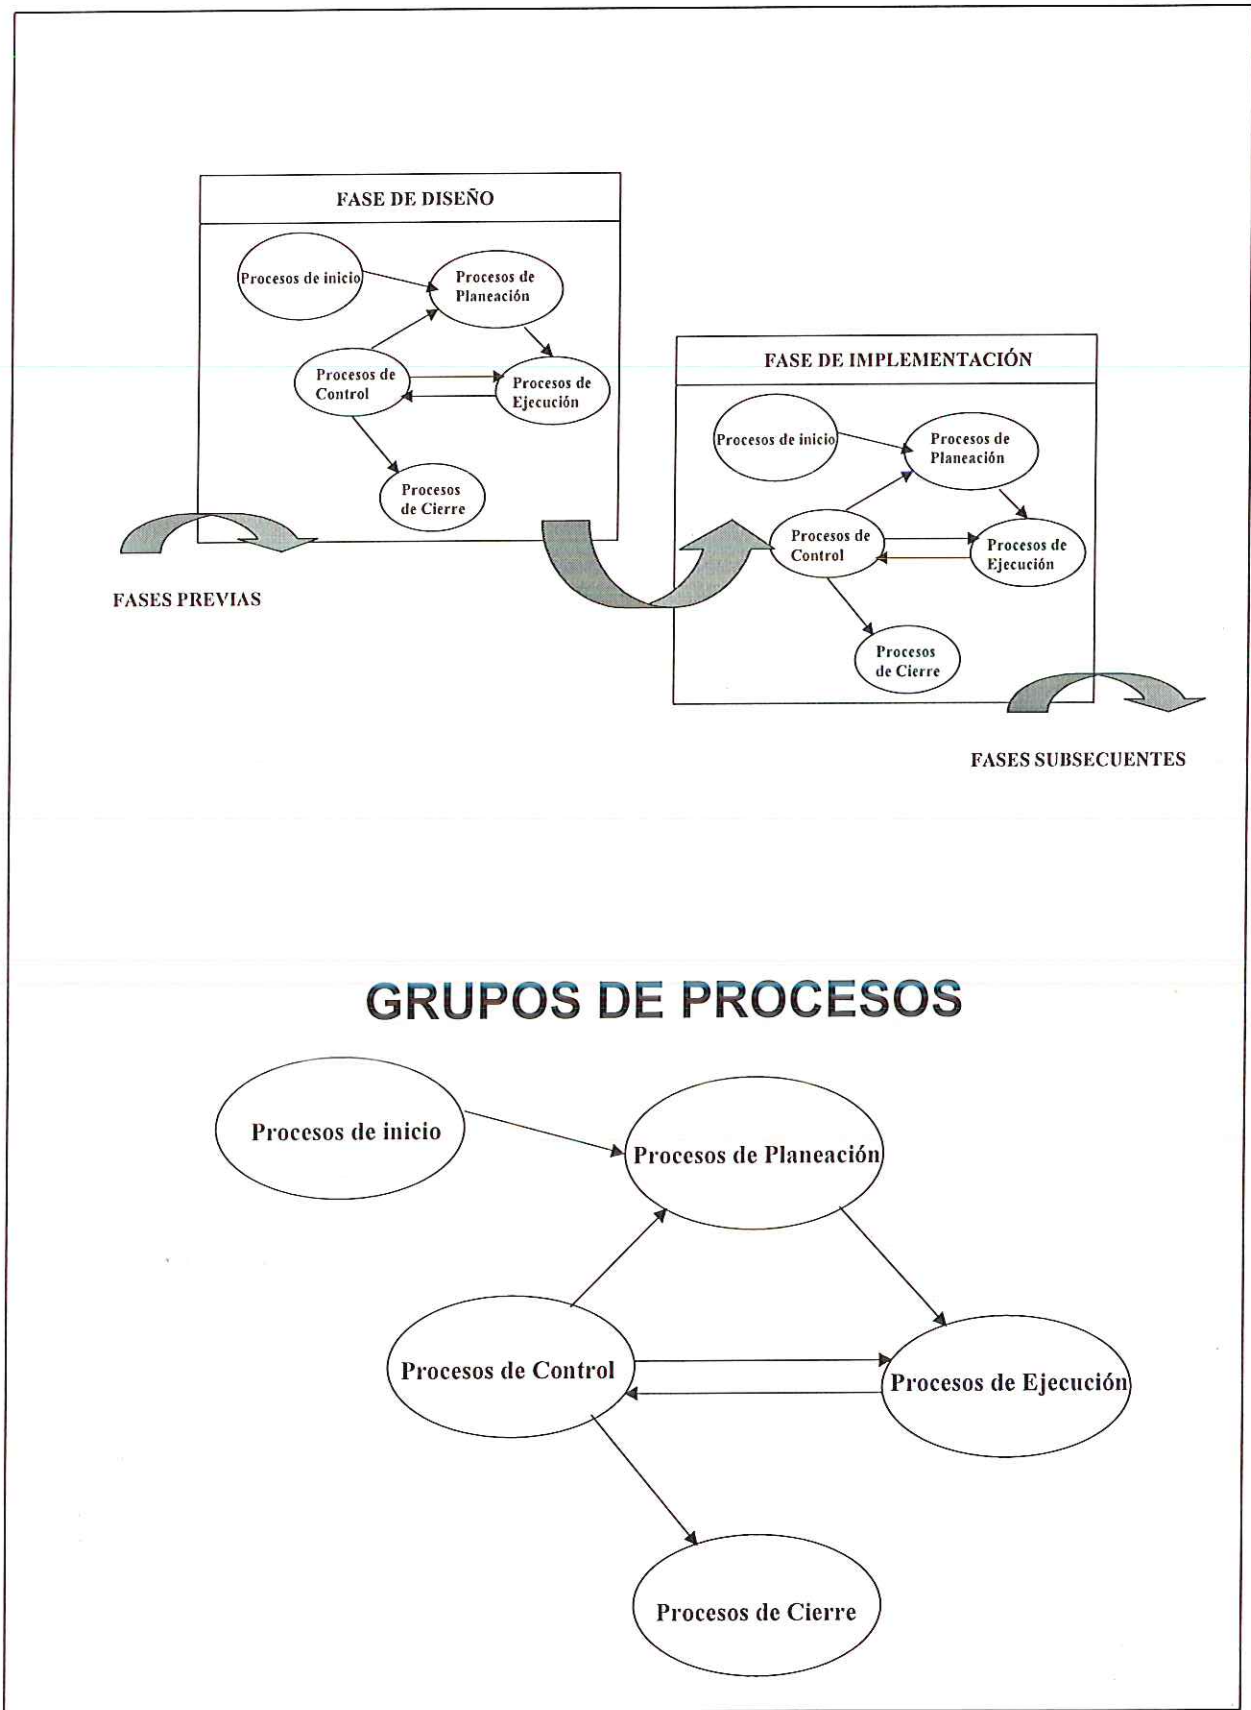 FASE DE DISEÑO
Procesos de inicio
Procesos de
Planeación
Procesos de
Control
Procesos de
Ejecución
Procesos
de Cierre
FASES PREVIAS
FASE DE IMPLEMENTACIÓN
Procesos de inicio
Procesos de
Planeación
Procesos de
Control
Procesos de
Ejecución
Procesos
de Cierre
FASES SUBSECUENTES
GRUPOS DE PROCESOS
Procesos de inicio
Procesos de Planeación
Procesos de Control
Procesos de Ejecución
Procesos de Cierre